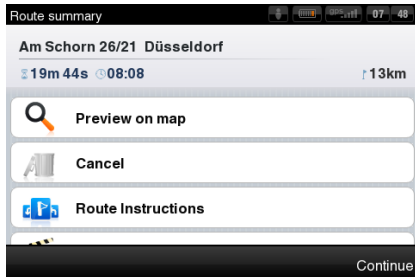 Route summary
gps 07 48
Am Schorn 26/21 Düsseldorf
19m 44s 08:08 13km
Preview on map
Cancel
P Route Instructions
Continue